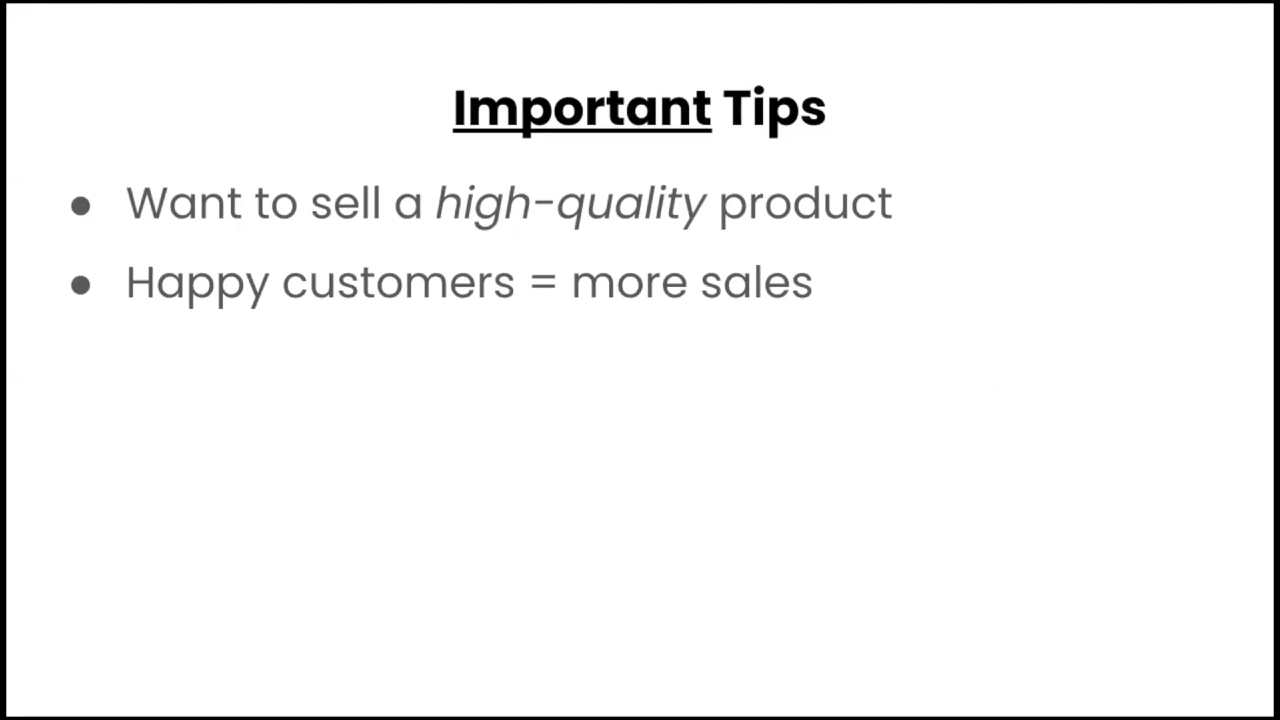 Important Tips
● Want to sell a high-quality product
● Happy customers = more sales